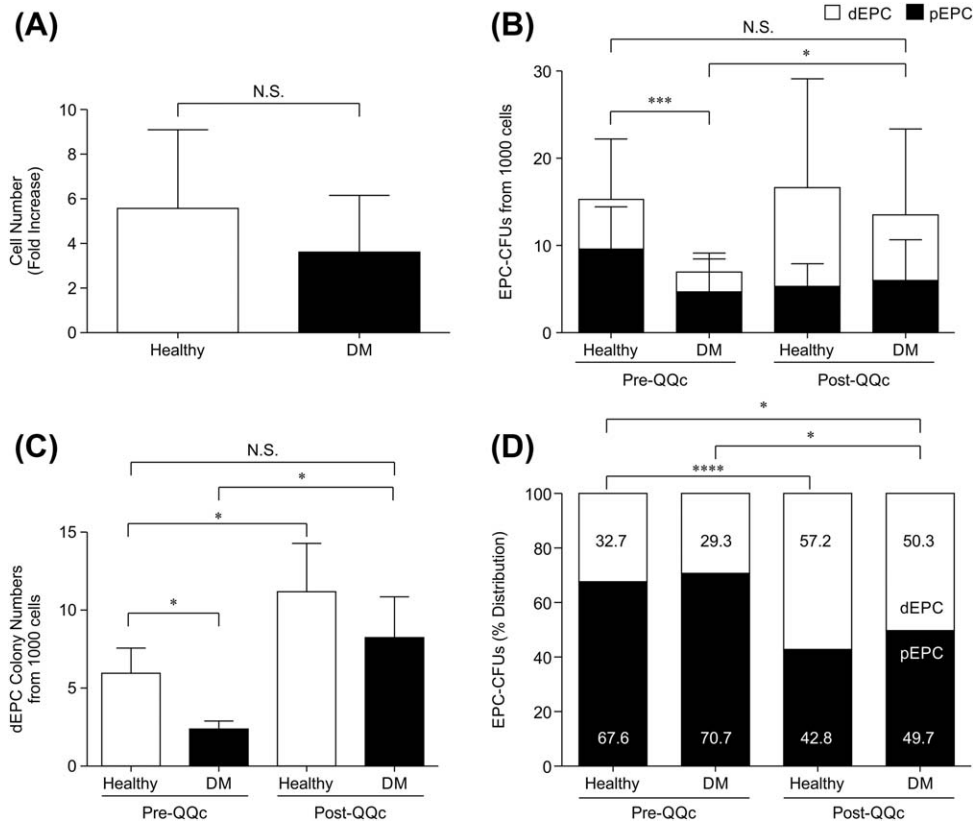 (A)
N.S.
10
8
6
4
2
0
Cell Number
(Fold Increase)
Healthy
DM
(B)
dEPC
pEPC
N.S.
*
***
30
20
10
0
EPC-CFUs from 1000 cells
Healthy
DM
Healthy
DM
Pre-QQc
Post-QQc
(C)
N.S.
*
*
*
15
10
5
0
dEPC Colony Numbers
from 1000 cells
Healthy
DM
Healthy
DM
Pre-QQc
Post-QQc
(D)
*
*
****
100
80
60
40
20
0
EPC-CFUs (% Distribution)
32.7
29.3
57.2
50.3
dEPC
pEPC
67.6
70.7
42.8
49.7
Healthy
DM
Healthy
DM
Pre-QQc
Post-QQc